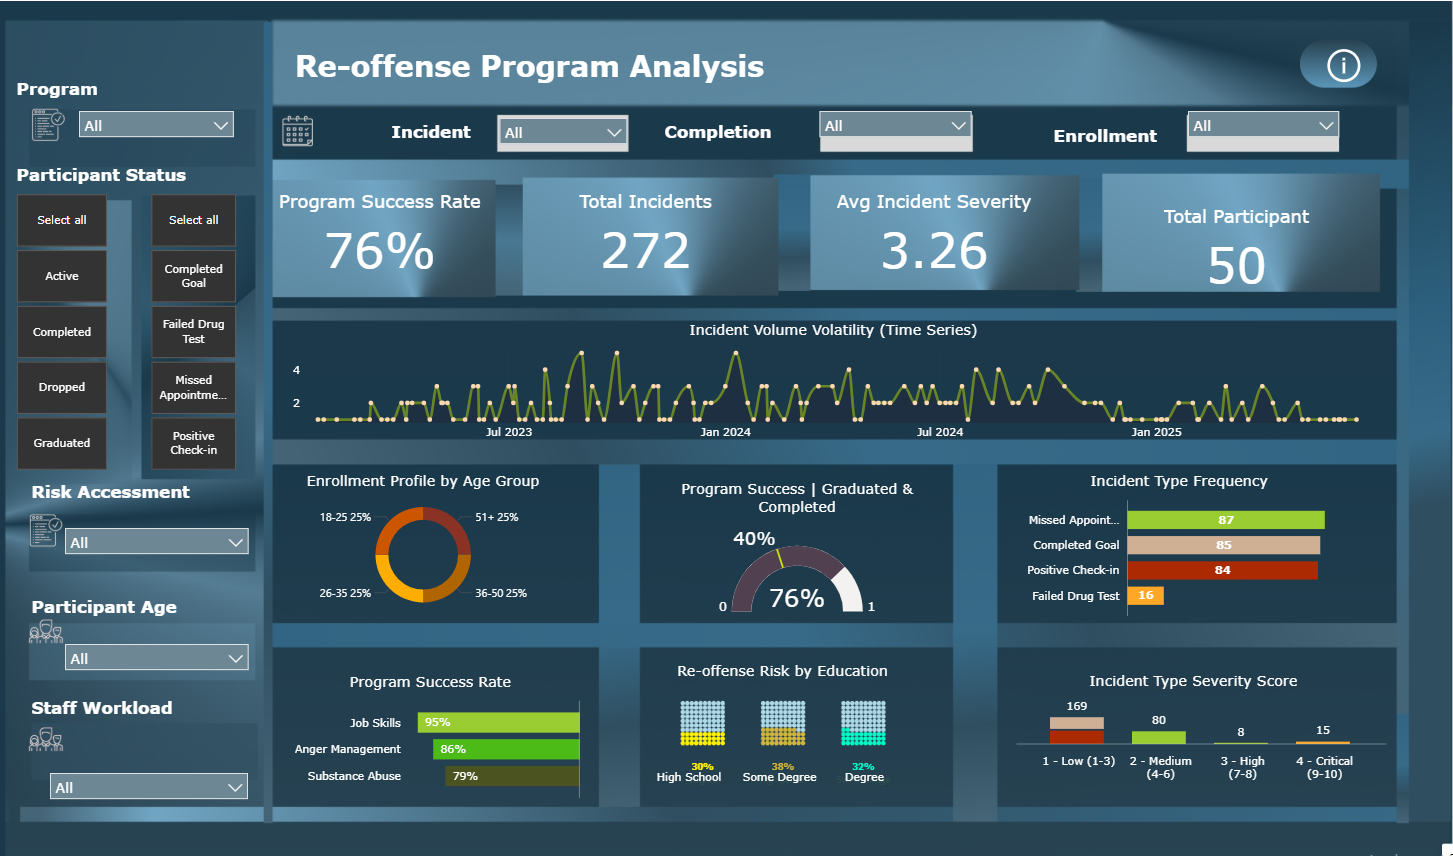 Re-offense Program Analysis
i
Program
All
Incident
All
Completion
All
Enrollment
All
Participant Status
Select all
Active
Completed
Dropped
Graduated
Select all
Completed
Goal
Failed Drug
Test
Missed
Appointme...
Positive
Check-in
Risk Assessment
All
Participant Age
All
Staff Workload
All
Program Success Rate
76%
Total Incidents
272
Avg Incident Severity
3.26
Total Participant
50
Incident Volume Volatility (Time Series)
4
2
Jul 2023
Jan 2024
Jul 2024
Jan 2025
Enrollment Profile by Age Group
18-25 25%
51+ 25%
26-35 25%
36-50 25%
Program Success | Graduated &
Completed
40%
76%
0
1
Incident Type Frequency
Missed Appoint...
87
Completed Goal
85
Positive Check-in
84
Failed Drug Test
16
Program Success Rate
Job Skills
95%
Anger Management
86%
Substance Abuse
79%
Re-offense Risk by Education
30%
High School
38%
Some Degree
32%
Degree
Incident Type Severity Score
169
80
8
15
1 - Low (1-3)
2 - Medium
(4-6)
3 - High
(7-8)
4 - Critical
(9-10)